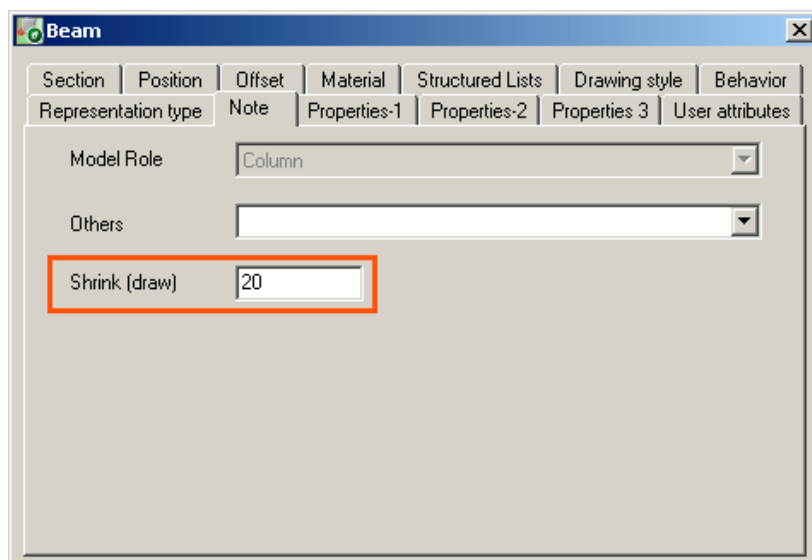 Beam
Section Position Offset Material Structured Lists Drawing style Behavior
Representation type Note Properties-1 Properties-2 Properties 3 User attributes
Model Role Column
Others
Shrink (draw) 20